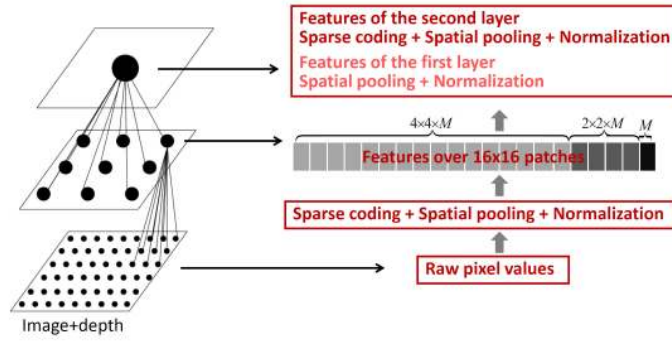 Features of the second layer
Sparse coding + Spatial pooling + Normalization
Features of the first layer
Spatial pooling + Normalization
4×4×M
2×2×M
M
Features over 16x16 patches
Sparse coding + Spatial pooling + Normalization
Raw pixel values
Image+depth